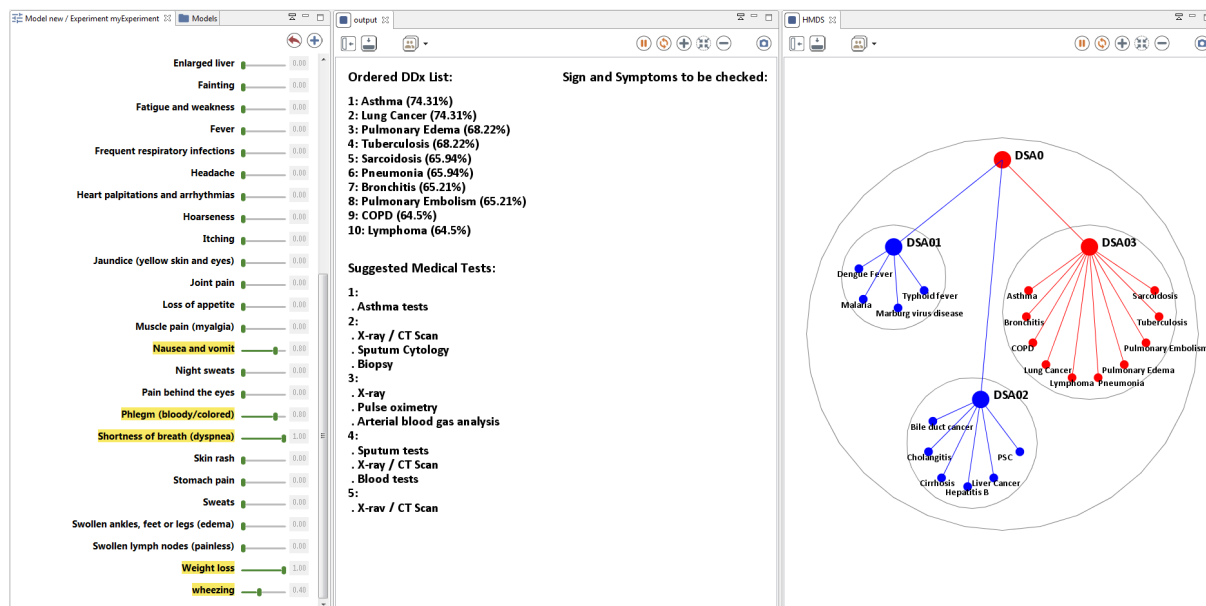 Model new / Experiment myExperiment
Models
Enlarged liver 0.00
Fainting 0.00
Fatigue and weakness 0.00
Fever 0.00
Frequent respiratory infections 0.00
Headache 0.00
Heart palpitations and arrhythmias 0.00
Hoarseness 0.00
Itching 0.00
Jaundice (yellow skin and eyes) 0.00
Joint pain 0.00
Loss of appetite 0.00
Muscle pain (myalgia) 0.00
Nausea and vomit 0.80
Night sweats 0.00
Pain behind the eyes 0.00
Phlegm (bloody/colored) 0.80
Shortness of breath (dyspnea) 1.00
Skin rash 0.00
Stomach pain 0.00
Sweats 0.00
Swollen ankles, feet or legs (edema) 0.00
Swollen lymph nodes (painless) 0.00
Weight loss 1.00
wheezing 0.40
output
Ordered DDx List:
Sign and Symptoms to be checked:
1: Asthma (74.31%)
2: Lung Cancer (74.31%)
3: Pulmonary Edema (68.22%)
4: Tuberculosis (68.22%)
5: Sarcoidosis (65.94%)
6: Pneumonia (65.94%)
7: Bronchitis (65.21%)
8: Pulmonary Embolism (65.21%)
9: COPD (64.5%)
10: Lymphoma (64.5%)
Suggested Medical Tests:
1:
. Asthma tests
2:
. X-ray / CT Scan
. Sputum Cytology
. Biopsy
3:
. X-ray
. Pulse oximetry
. Arterial blood gas analysis
4:
. Sputum tests
. X-ray / CT Scan
. Blood tests
5:
. X-ray / CT Scan
HMDS
DSA0
DSA01
Dengue Fever
Malaria
Marburg virus disease
Typhoid fever
DSA03
Asthma
Bronchitis
COPD
Lung Cancer
Lymphoma
Pneumonia
Pulmonary Edema
Pulmonary Embolism
Tuberculosis
Sarcoidosis
DSA02
Bile duct cancer
Cholangitis
Cirrhosis
Hepatitis B
Liver Cancer
PSC